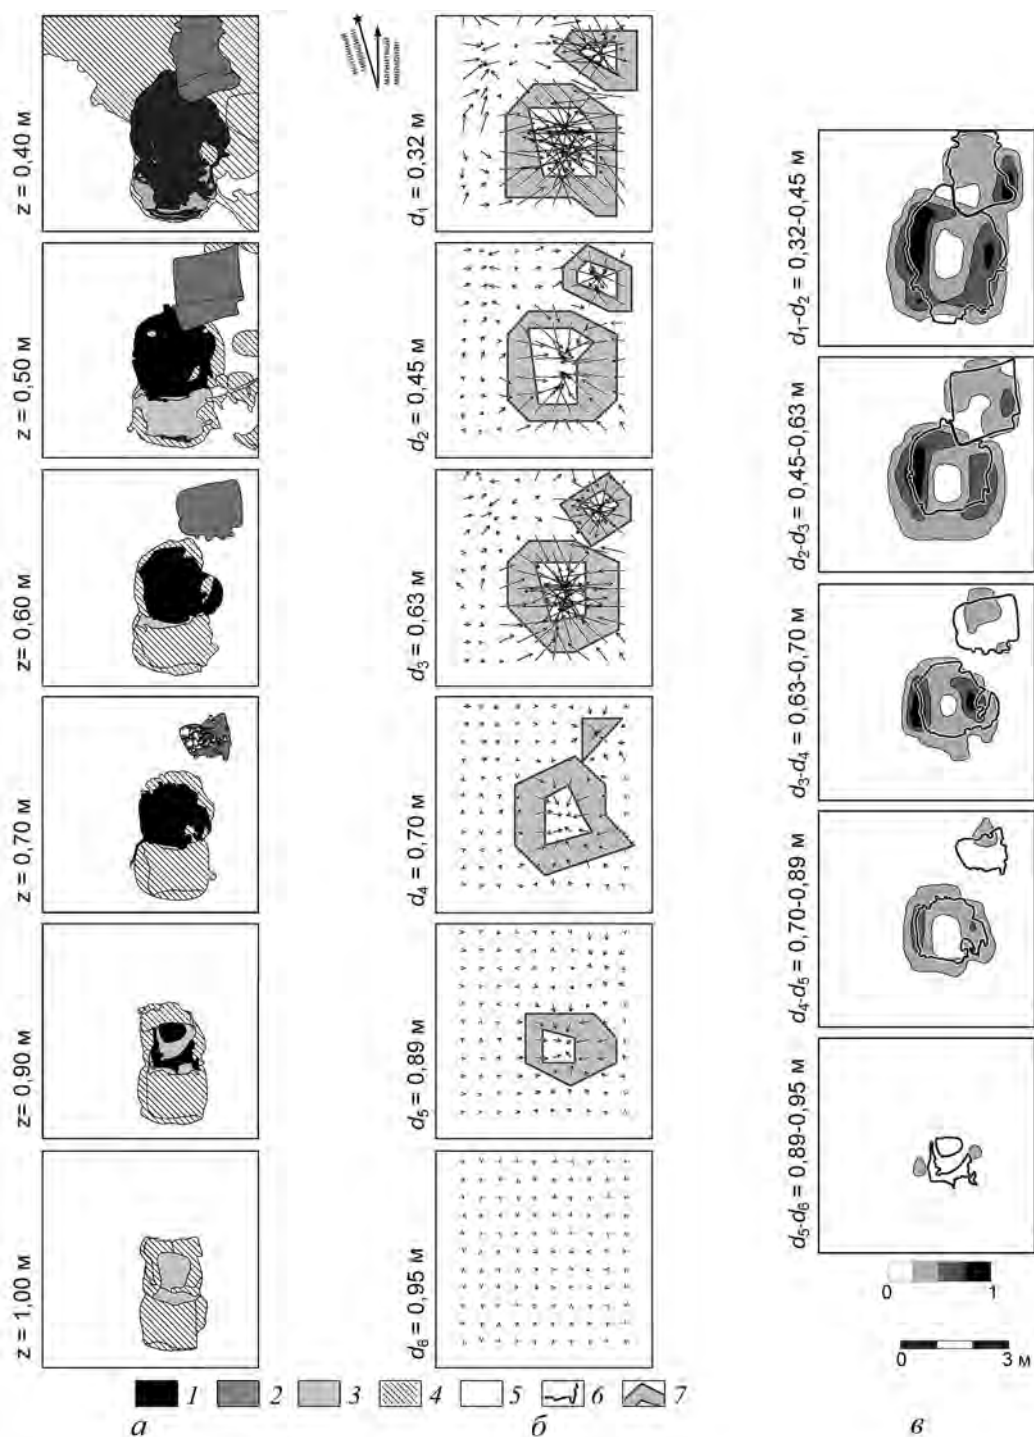 z = 0,40 м
z = 0,50 м
z= 0,60 м
z = 0,70 м
z= 0,90 м
z = 1,00 м
магнитный
меридиан
d₁ = 0,32 м
d₂ = 0,45 м
d₃ = 0,63 м
d₄ = 0,70 м
d₅ = 0,89 м
d₆ = 0,95 м
d₁-d₂ = 0,32-0,45 м
d₂-d₃ = 0,45-0,63 м
d₃-d₄ = 0,63-0,70 м
d₄-d₅ = 0,70-0,89 м
d₅-d₆ = 0,89-0,95 м
0 1
0 3 м
1 2 3 4 5 6 7
а б в